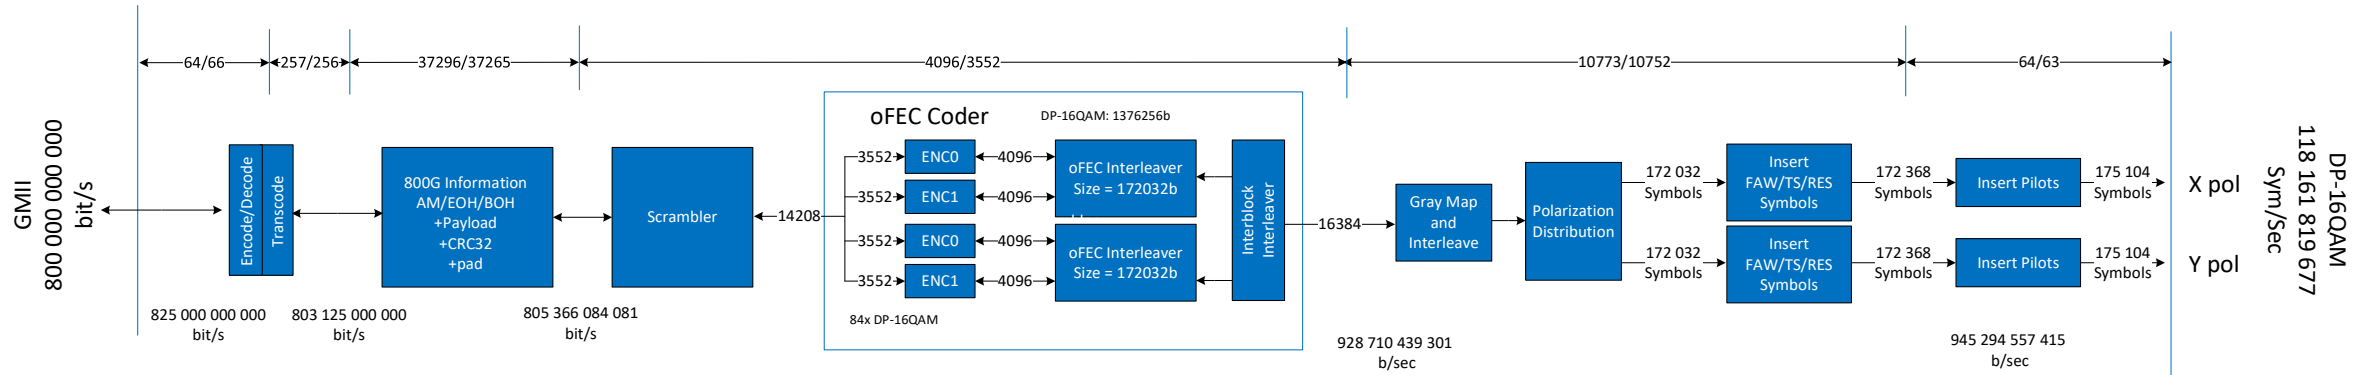 64/66
257/256
37296/37265
4096/3552
10773/10752
64/63
GMII
800 000 000 000
bit/s
Encode/Decode
Transcode
800G Information
AM/EOH/BOH
+Payload
+CRC32
+pad
Scrambler
14208
oFEC Coder
DP-16QAM: 1376256b
3552
ENC0
4096
3552
ENC1
4096
oFEC Interleaver
Size = 172032b
3552
ENC0
4096
3552
ENC1
4096
oFEC Interleaver
Size = 172032b
Interblock
Interleaver
84x DP-16QAM
16384
Gray Map
and
Interleave
Polarization
Distribution
172 032
Symbols
Insert
FAW/TS/RES
Symbols
172 368
Symbols
Insert Pilots
175 104
Symbols
X pol
172 032
Symbols
Insert
FAW/TS/RES
Symbols
172 368
Symbols
Insert Pilots
175 104
Symbols
Y pol
DP-16QAM
118 161 819 677
Sym/Sec
825 000 000 000
bit/s
803 125 000 000
bit/s
805 366 084 081
bit/s
928 710 439 301
b/sec
945 294 557 415
b/sec